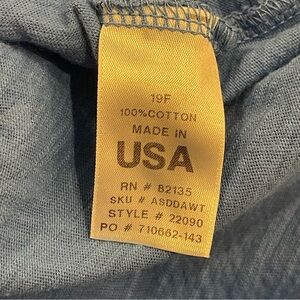 19F
100%COTTON
MADE IN
USA
RN # 82135
SKU # ASDDAWT
STYLE # 22090
PO # 710662-143